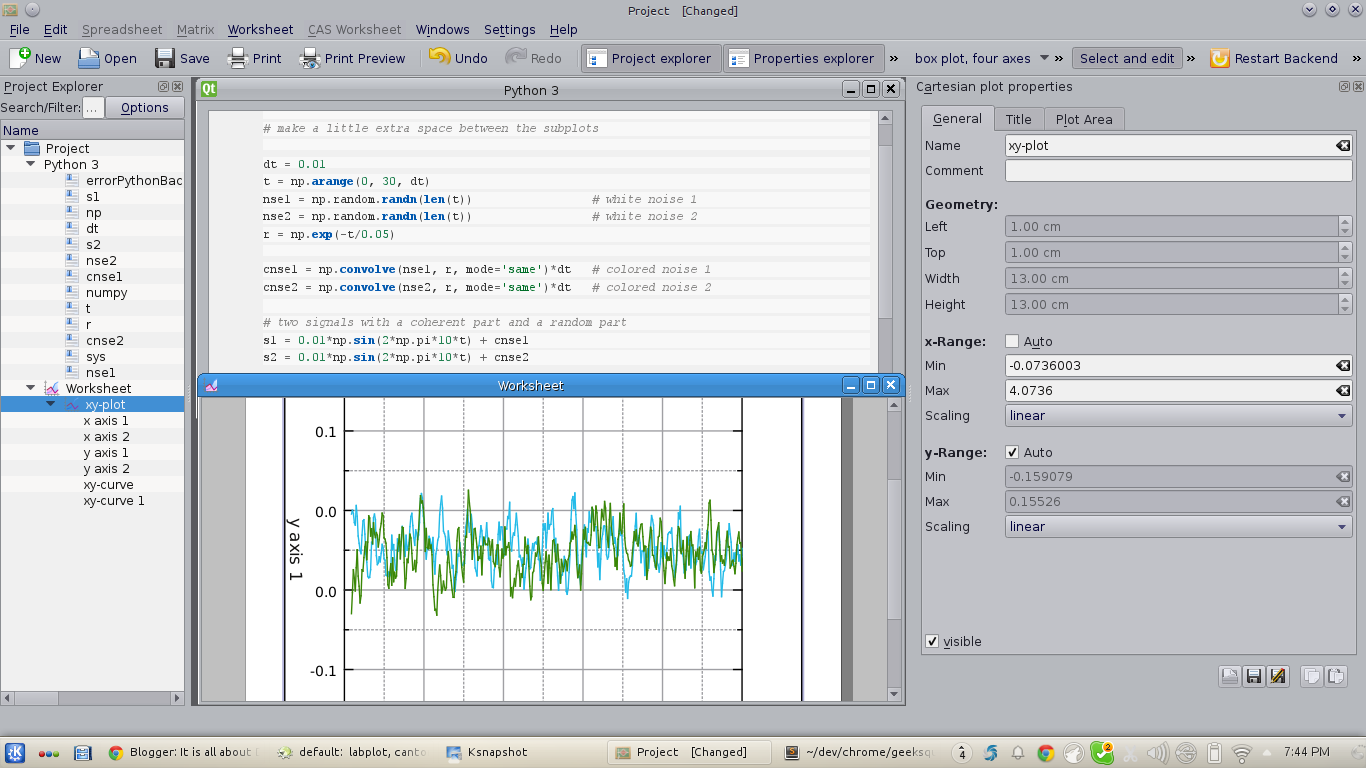 Project [Changed]
File Edit Spreadsheet Matrix Worksheet CAS Worksheet Windows Settings Help
New Open Save Print Print Preview Undo Redo Project explorer Properties explorer » box plot, four axes » Select and edit » Restart Backend »
Project Explorer
Search/Filter: ... Options
Name
Project
Python 3
errorPythonBac
s1
np
dt
s2
nse2
cnse1
numpy
t
r
cnse2
sys
nse1
Worksheet
xy-plot
x axis 1
x axis 2
y axis 1
y axis 2
xy-curve
xy-curve 1
Qt Python 3
# make a little extra space between the subplots
dt = 0.01
t = np.arange(0, 30, dt)
nse1 = np.random.randn(len(t)) # white noise 1
nse2 = np.random.randn(len(t)) # white noise 2
r = np.exp(-t/0.05)
cnse1 = np.convolve(nse1, r, mode='same')*dt # colored noise 1
cnse2 = np.convolve(nse2, r, mode='same')*dt # colored noise 2
# two signals with a coherent part and a random part
s1 = 0.01*np.sin(2*np.pi*10*t) + cnse1
s2 = 0.01*np.sin(2*np.pi*10*t) + cnse2
Worksheet
y axis 1
0.1
0.0
0.0
-0.1
Cartesian plot properties
General Title Plot Area
Name xy-plot
Comment
Geometry:
Left 1.00 cm
Top 1.00 cm
Width 13.00 cm
Height 13.00 cm
x-Range: Auto
Min -0.0736003
Max 4.0736
Scaling linear
y-Range: Auto
Min -0.159079
Max 0.15526
Scaling linear
visible
Blogger: It is all about default: labplot, canto Ksnapshot Project [Changed] ~/dev/chrome/geeksq 4 2 7:44 PM